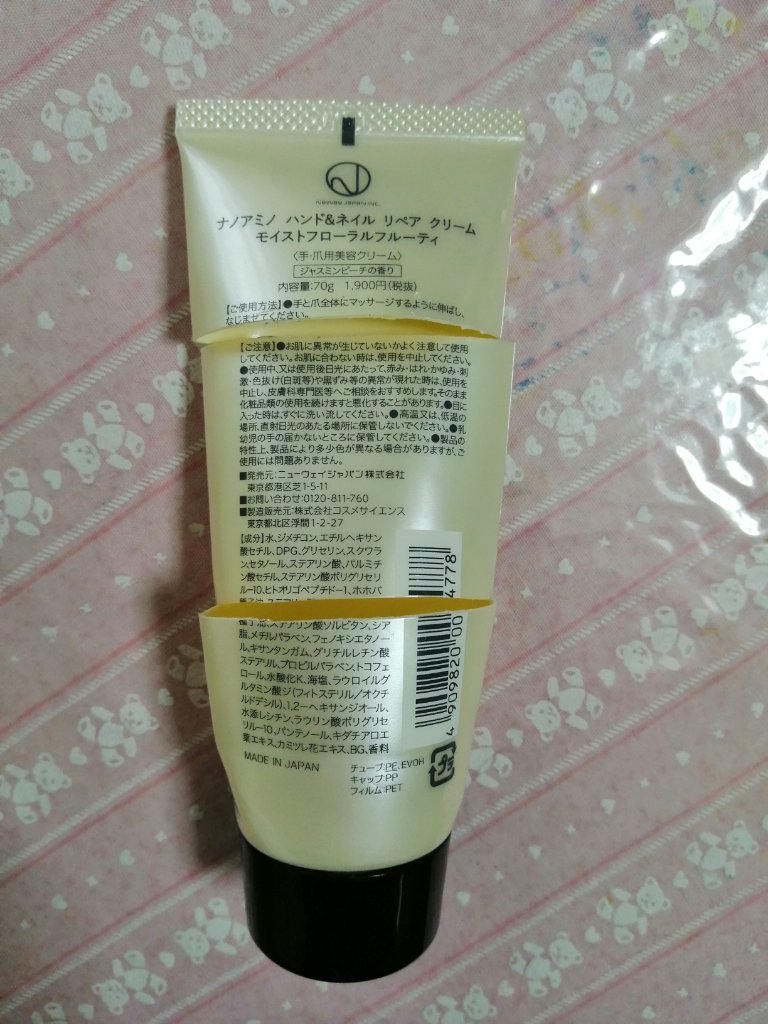 NEWAY JAPAN INC.
ナノアミノ ハンド&ネイル リペア クリーム
モイストフローラルフルーティ
〈手・爪用美容クリーム〉
ジャスミンピーチの香り
内容量:70g 1,900円(税抜)
【ご使用方法】●手と爪全体にマッサージするように伸ばし、
なじませてください。
【ご注意】●お肌に異常が生じていないかよく注意して使用
してください。お肌に合わない時は、使用を中止してください。
●使用中、又は使用後日光にあたって、赤み・はれ・かゆみ・刺
激・色抜け(白斑等)や黒ずみ等の異常が現れた時は、使用を
中止し、皮膚科専門医等へご相談をおすすめします。そのまま
化粧品類の使用を続けますと悪化することがあります。●目に
入った時は、すぐに洗い流してください。●高温又は、低温の
場所、直射日光のあたる場所に保管しないでください。●乳
幼児の手の届かないところに保管してください。●製品の
特性上、製品により多少色が異なる場合がありますが、ご
使用には問題ありません。
■発売元:ニューウェイジャパン株式会社
東京都港区芝1-5-11
■お問い合わせ:0120-811-760
■製造販売元:株式会社コスメサイエンス
東京都北区浮間1-2-27
【成分】水、ジメチコン、エチルヘキサン
酸セチル、DPG、グリセリン、スクワラ
ン、セタノール、ステアリン酸、パルミチ
ン酸セチル、ステアリン酸ポリグリセリ
ル-10、ヒトオリゴペプチド-1、ホホバ
種子油、ステアリン
酸ソルビタン、シア
脂、メチルパラベン、フェノキシエタノー
ル、キサンタンガム、グリチルレチン酸
ステアリル、プロピルパラベン、トコフェ
ロール、水酸化K、海塩、ラウロイルグ
ルタミン酸ジ(フィトステリル/オクチ
ルドデシル)、1,2-ヘキサンジオール、
水添レシチン、ラウリン酸ポリグリセ
リル-10、パンテノール、キダチアロエ
葉エキス、カミツレ花エキス、BG、香料
MADE IN JAPAN
チューブ:PE、EVOH
キャップ:PP
フィルム:PET
プラ
4 909820 00 4778